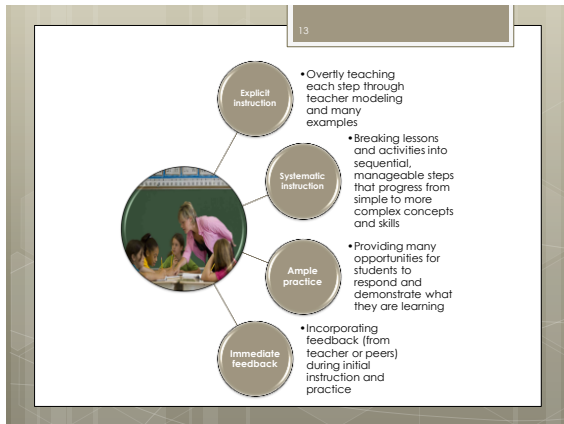 13
Explicit
instruction
•Overtly teaching
each step through
teacher modeling
and many
examples
Systematic
instruction
•Breaking lessons
and activities into
sequential,
manageable steps
that progress from
simple to more
complex concepts
and skills
Ample
practice
•Providing many
opportunities for
students to
respond and
demonstrate what
they are learning
Immediate
feedback
•Incorporating
feedback (from
teacher or peers)
during initial
instruction and
practice